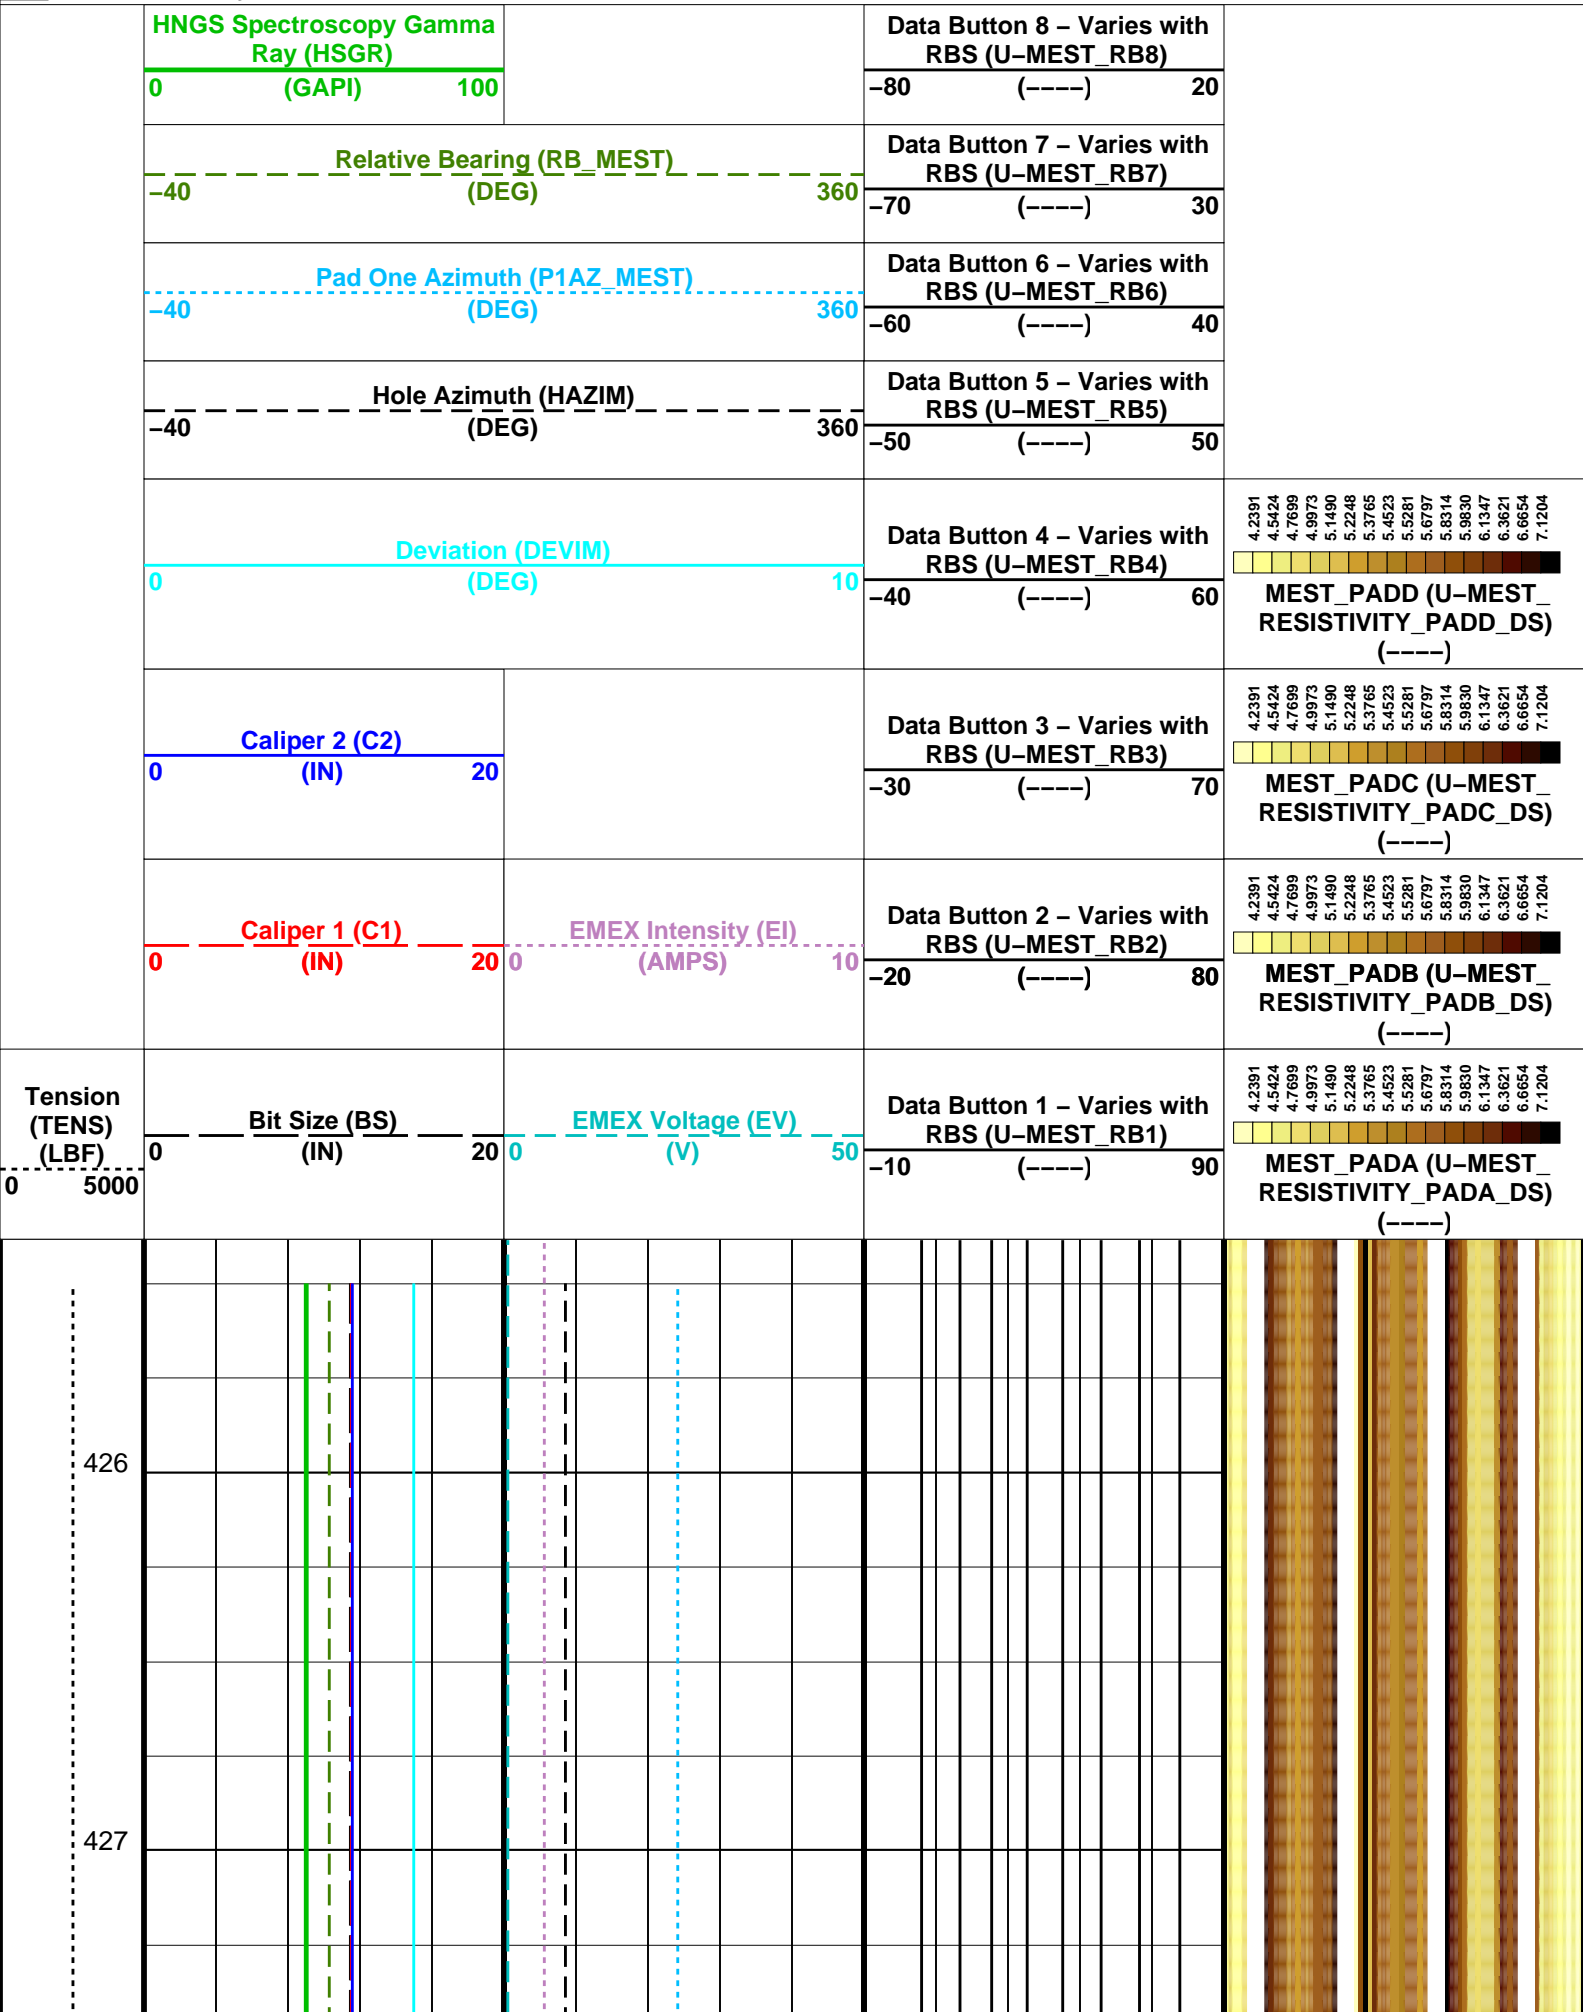 HNGS Spectroscopy Gamma
Ray (HSGR)
0 (GAPI) 100
Data Button 8 – Varies with
RBS (U–MEST_RB8)
–80 (––––) 20
Relative Bearing (RB_MEST)
–40 (DEG) 360
Data Button 7 – Varies with
RBS (U–MEST_RB7)
–70 (––––) 30
Pad One Azimuth (P1AZ_MEST)
–40 (DEG) 360
Data Button 6 – Varies with
RBS (U–MEST_RB6)
–60 (––––) 40
Hole Azimuth (HAZIM)
–40 (DEG) 360
Data Button 5 – Varies with
RBS (U–MEST_RB5)
–50 (––––) 50
Deviation (DEVIM)
0 (DEG) 10
Data Button 4 – Varies with
RBS (U–MEST_RB4)
–40 (––––) 60
4.2391 4.5424 4.7699 4.9973 5.1490 5.2248 5.3765 5.4523 5.5281 5.6797 5.8314 5.9830 6.1347 6.3621 6.6654 7.1204
MEST_PADD (U–MEST_
RESISTIVITY_PADD_DS)
(––––)
Caliper 2 (C2)
0 (IN) 20
Data Button 3 – Varies with
RBS (U–MEST_RB3)
–30 (––––) 70
4.2391 4.5424 4.7699 4.9973 5.1490 5.2248 5.3765 5.4523 5.5281 5.6797 5.8314 5.9830 6.1347 6.3621 6.6654 7.1204
MEST_PADC (U–MEST_
RESISTIVITY_PADC_DS)
(––––)
Caliper 1 (C1)
0 (IN) 20
EMEX Intensity (EI)
0 (AMPS) 10
Data Button 2 – Varies with
RBS (U–MEST_RB2)
–20 (––––) 80
4.2391 4.5424 4.7699 4.9973 5.1490 5.2248 5.3765 5.4523 5.5281 5.6797 5.8314 5.9830 6.1347 6.3621 6.6654 7.1204
MEST_PADB (U–MEST_
RESISTIVITY_PADB_DS)
(––––)
Tension
(TENS)
(LBF)
0 5000
Bit Size (BS)
0 (IN) 20
EMEX Voltage (EV)
0 (V) 50
Data Button 1 – Varies with
RBS (U–MEST_RB1)
–10 (––––) 90
4.2391 4.5424 4.7699 4.9973 5.1490 5.2248 5.3765 5.4523 5.5281 5.6797 5.8314 5.9830 6.1347 6.3621 6.6654 7.1204
MEST_PADA (U–MEST_
RESISTIVITY_PADA_DS)
(––––)
426
427